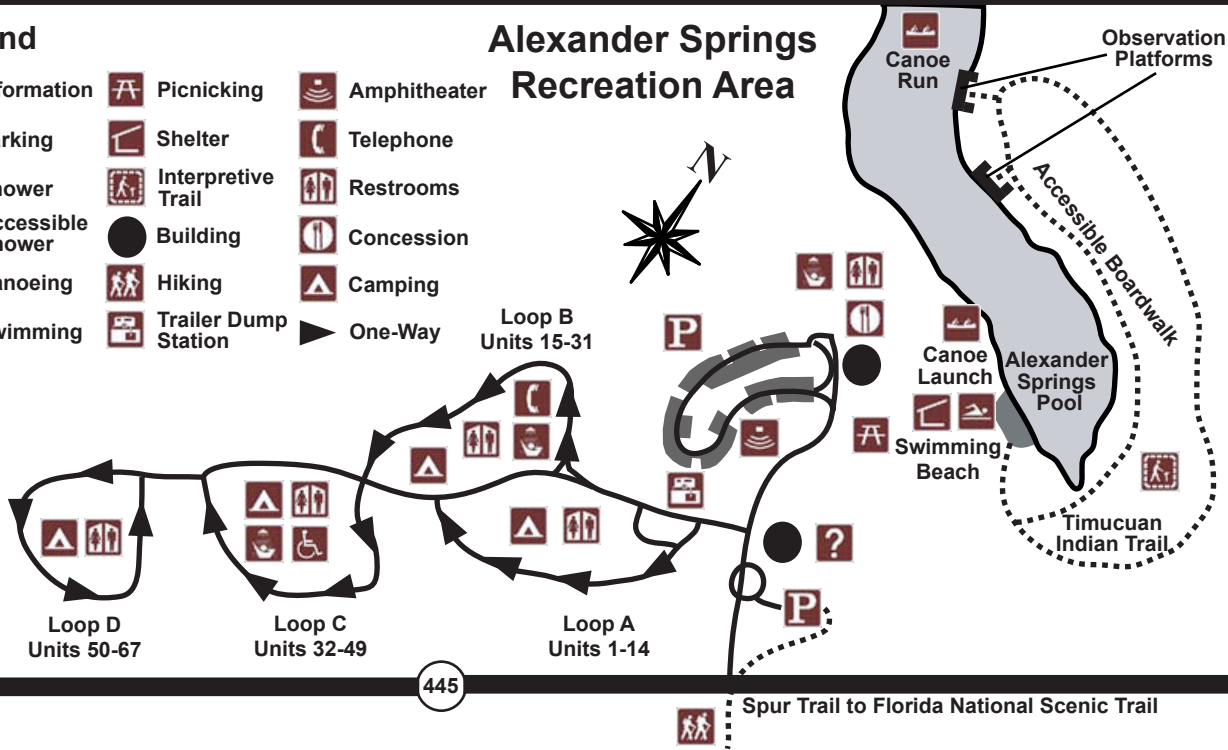 nd
formation
Picnicking
Amphitheater
arking
Shelter
Telephone
hower
Interpretive
Trail
Restrooms
ccessible
hower
Building
Concession
anoeing
Hiking
Camping
wimming
Trailer Dump
Station
One-Way
Alexander Springs
Recreation Area
N
Canoe
Run
Observation
Platforms
Accessible Boardwalk
Loop B
Units 15-31
P
Canoe
Launch
Alexander
Springs
Pool
Swimming
Beach
Timucuan
Indian Trail
?
P
Loop D
Units 50-67
Loop C
Units 32-49
Loop A
Units 1-14
445
Spur Trail to Florida National Scenic Trail